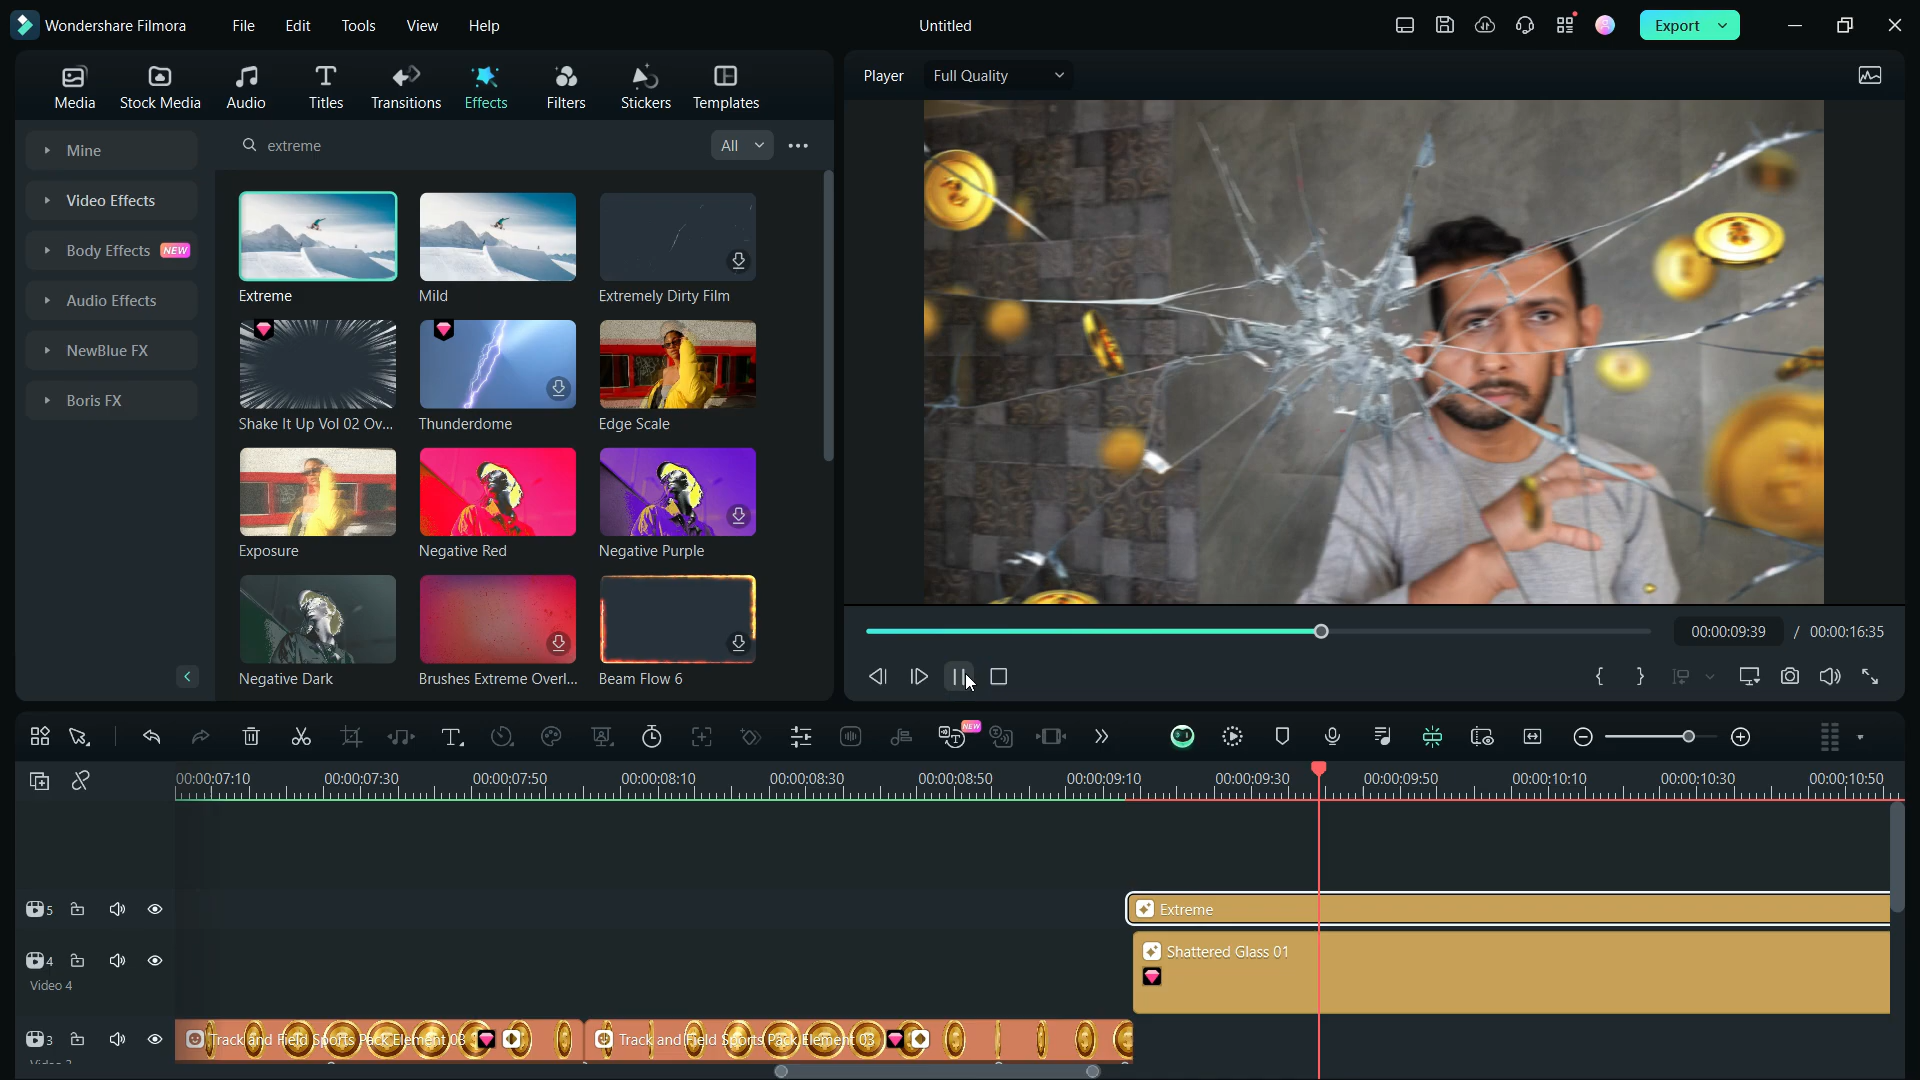 Wondershare Filmora
File
Edit
Tools
View
Help
Untitled
Export
Media
Stock Media
Audio
Titles
Transitions
Effects
Filters
Stickers
Templates
Player
Full Quality
Mine
Video Effects
Body Effects
NEW
Audio Effects
NewBlue FX
Boris FX
extreme
All
Extreme
Mild
Extremely Dirty Film
Shake It Up Vol 02 Ov...
Thunderdome
Edge Scale
Exposure
Negative Red
Negative Purple
Negative Dark
Brushes Extreme Overl...
Beam Flow 6
00:00:09:39 / 00:00:16:35
NEW
00:00:07:10
00:00:07:30
00:00:07:50
00:00:08:10
00:00:08:30
00:00:08:50
00:00:09:10
00:00:09:30
00:00:09:50
00:00:10:10
00:00:10:30
00:00:10:50
5
Extreme
4
Video 4
Shattered Glass 01
3
Track and Field Sports Pack Element 03
Track and Field Sports Pack Element 03